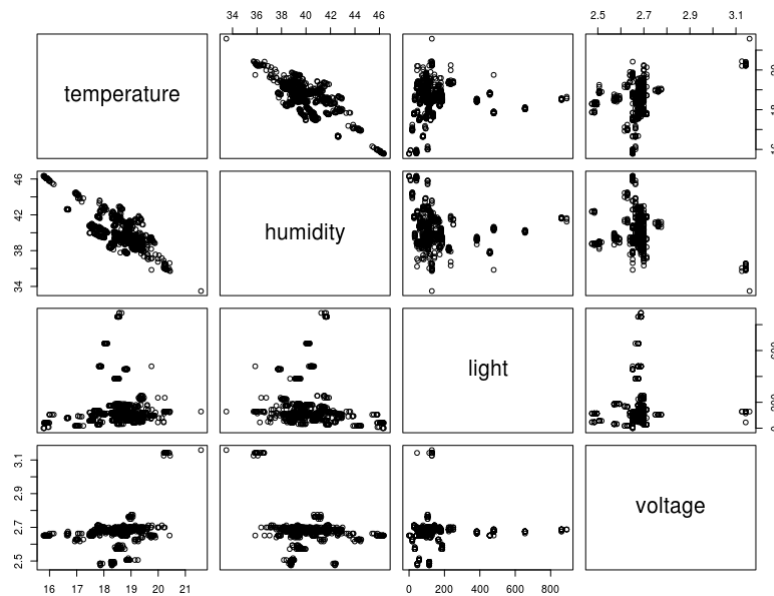 34 36 38 40 42 44 46
2.5 2.7 2.9 3.1
temperature
34 38 42 46
humidity
light
2.5 2.7 2.9 3.1
voltage
16 17 18 19 20 21
0 200 400 600 800